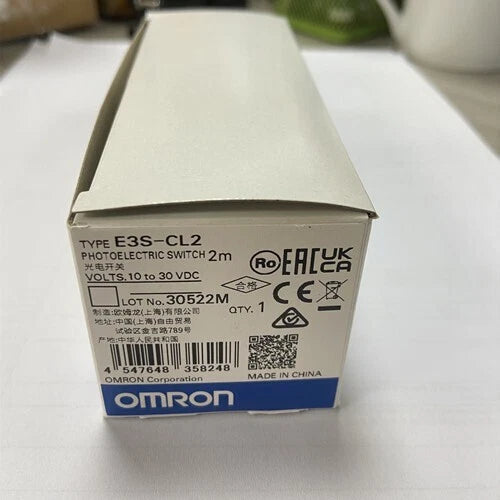 TYPE E3S-CL2
PHOTOELECTRIC SWITCH 2m
光电开关
VOLTS. 10 to 30 VDC
合格
Ro EAC UK CA
LOT No. 30522M
QTY. 1
CE
制造:欧姆龙(上海)有限公司
地址:中国(上海)自由贸易
试验区金吉路789号
产地:中华人民共和国
4 547648 358248
OMRON Corporation
MADE IN CHINA
OMRON